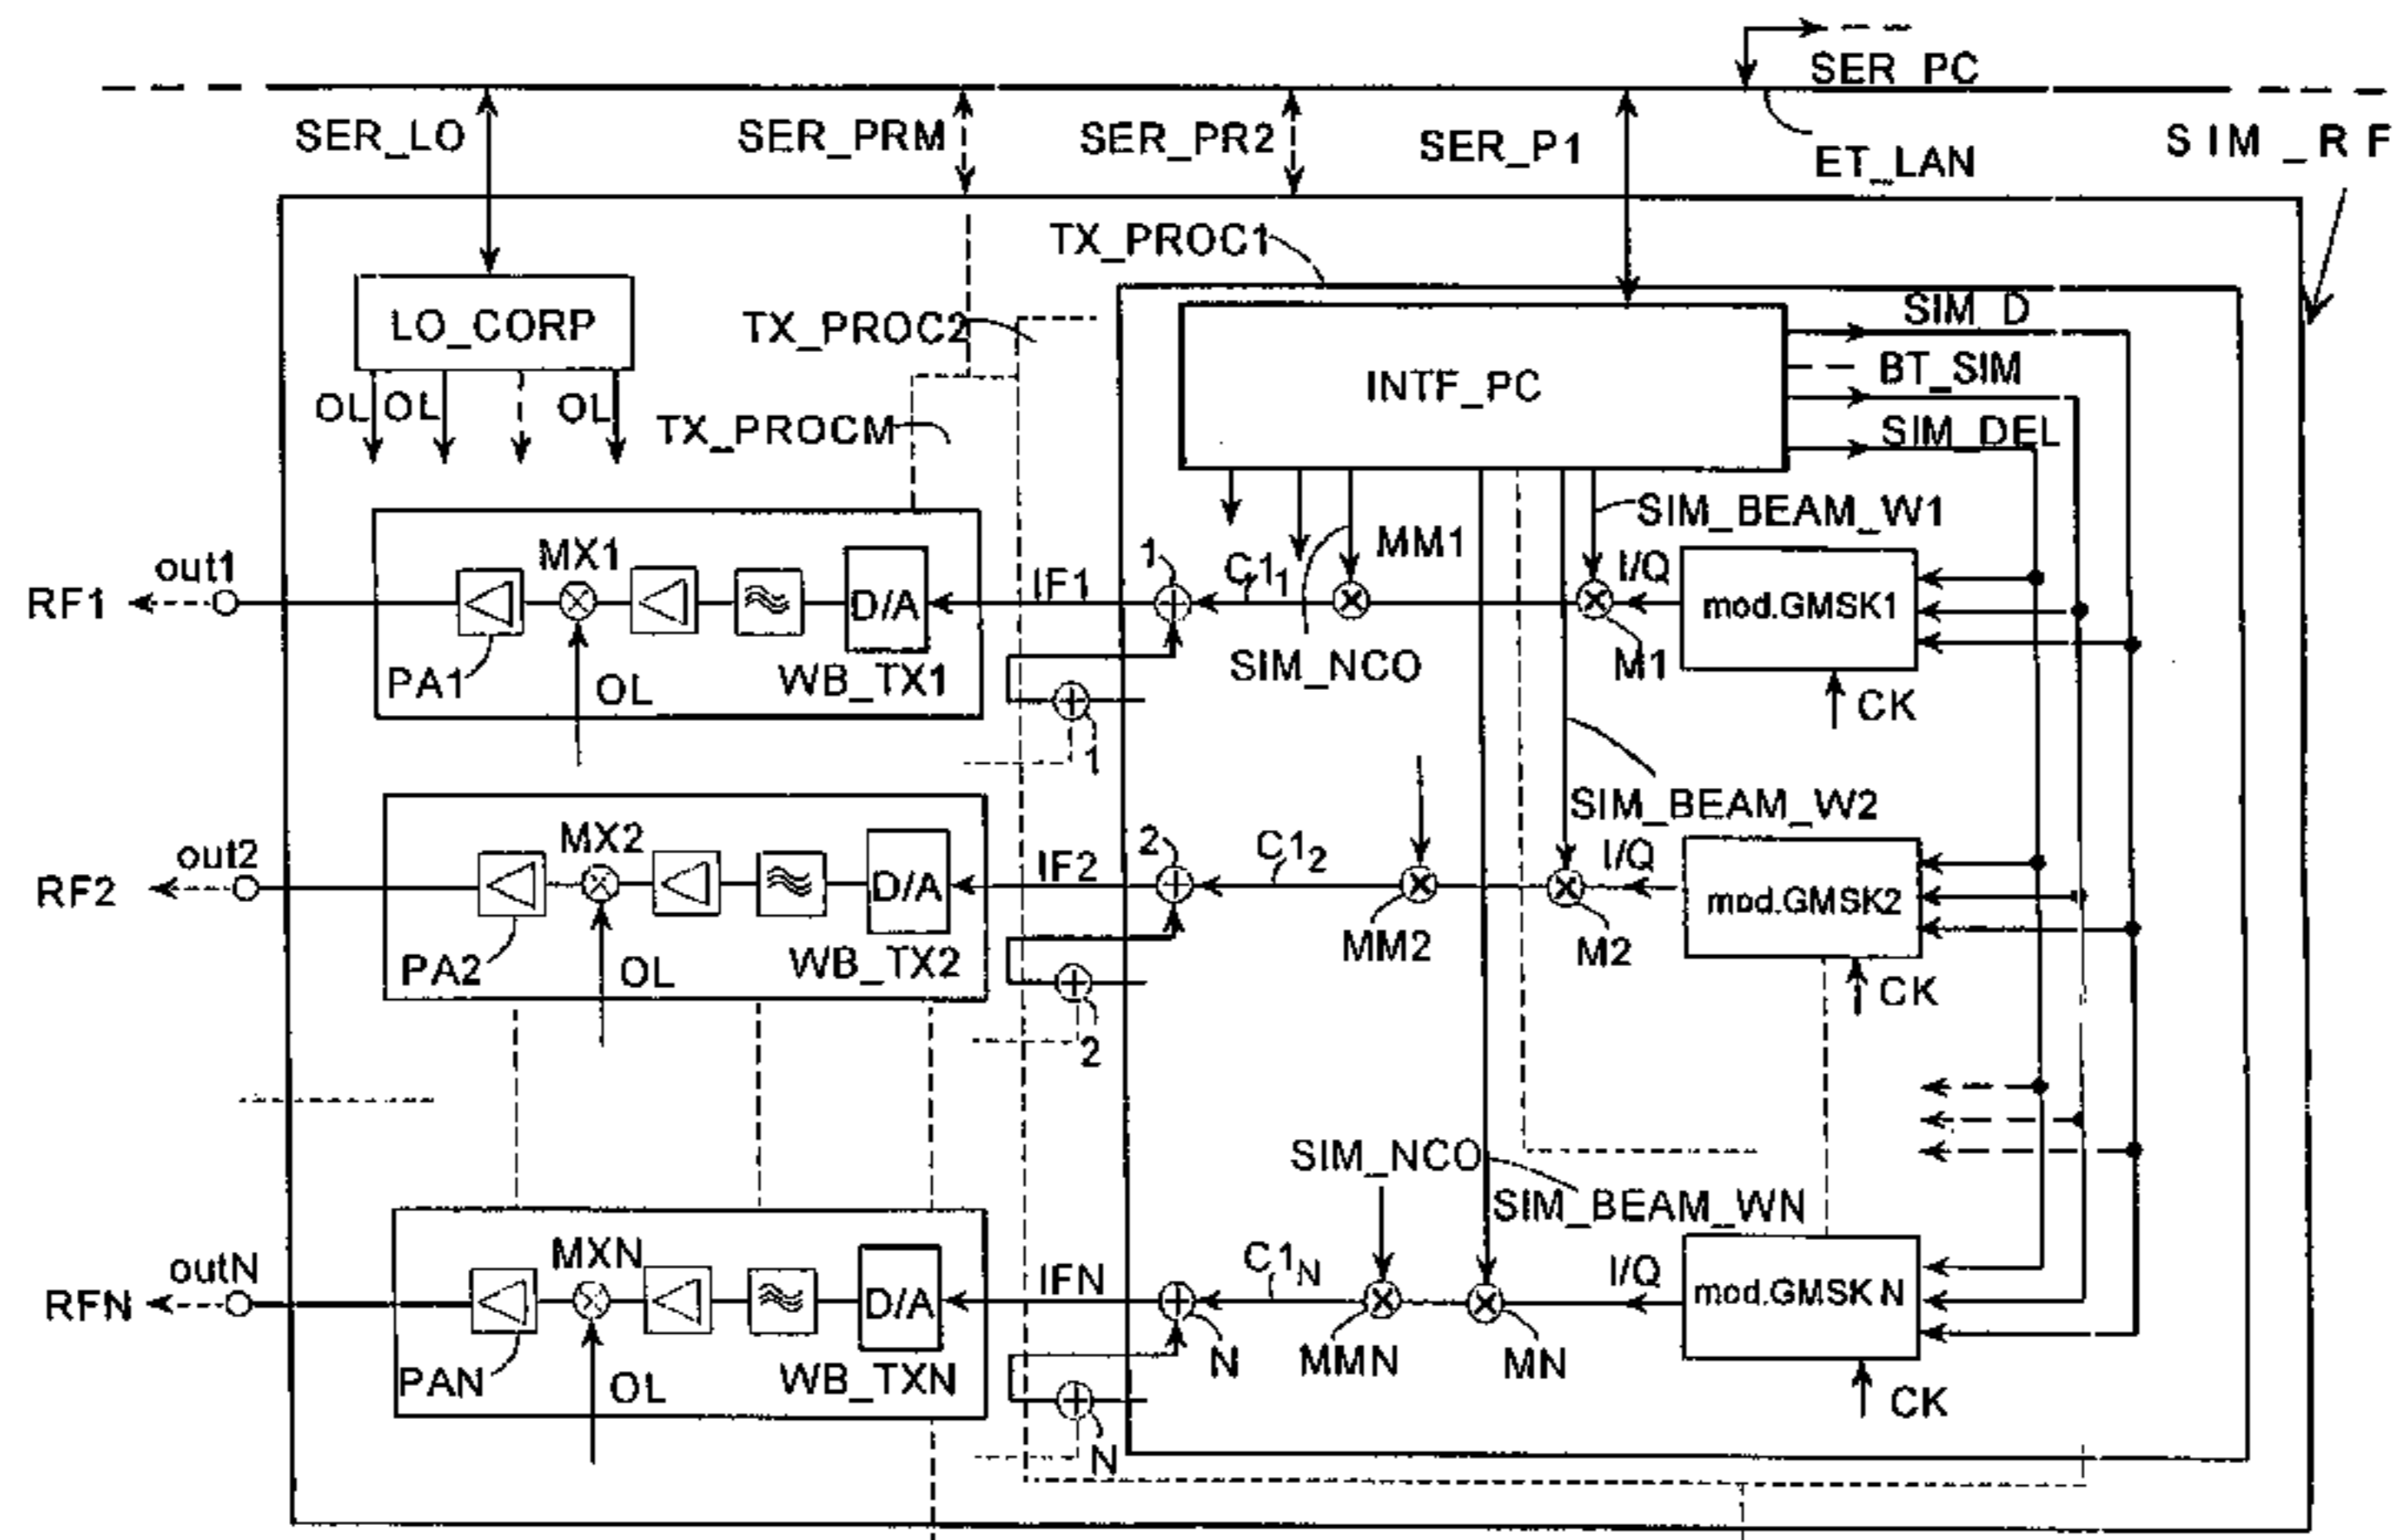 SER_PC
SER_LO
SER_PRM
SER_PR2
SER_P1
ET_LAN
SIM_RF
TX_PROC1
LO_CORP
TX_PROC2
INTF_PC
SIM_D
BT_SIM
SIM_DEL
OL OL OL
TX_PROCM
SIM_BEAM_W1
MM1
out1
MX1
D/A
IF1
1
C1₁
I/Q
mod.GMSK1
RF1
PA1
OL
WB_TX1
SIM_NCO
M1
CK
1
SIM_BEAM_W2
out2
MX2
D/A
IF2
2
C1₂
I/Q
mod.GMSK2
RF2
PA2
OL
WB_TX2
MM2
M2
CK
2
SIM_NCO
SIM_BEAM_WN
outN
MXN
D/A
IFN
C1N
I/Q
mod.GMSK N
RFN
PAN
OL
WB_TXN
N
MMN
MN
CK
N